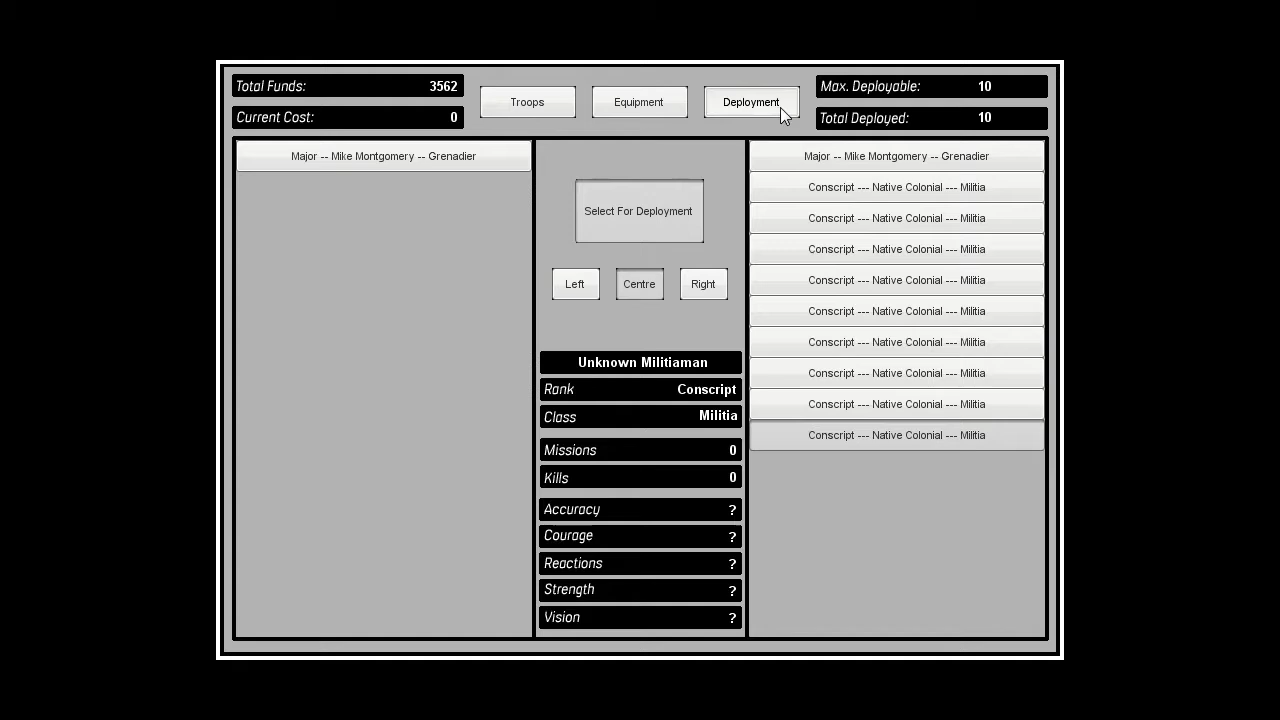 Total Funds: 3562
Current Cost: 0
Troops
Equipment
Deployment
Max. Deployable: 10
Total Deployed: 10
Major -- Mike Montgomery -- Grenadier
Select For Deployment
Left
Centre
Right
Unknown Militiaman
Rank Conscript
Class Militia
Missions 0
Kills 0
Accuracy ?
Courage ?
Reactions ?
Strength ?
Vision ?
Major -- Mike Montgomery -- Grenadier
Conscript --- Native Colonial --- Militia
Conscript --- Native Colonial --- Militia
Conscript --- Native Colonial --- Militia
Conscript --- Native Colonial --- Militia
Conscript --- Native Colonial --- Militia
Conscript --- Native Colonial --- Militia
Conscript --- Native Colonial --- Militia
Conscript --- Native Colonial --- Militia
Conscript --- Native Colonial --- Militia